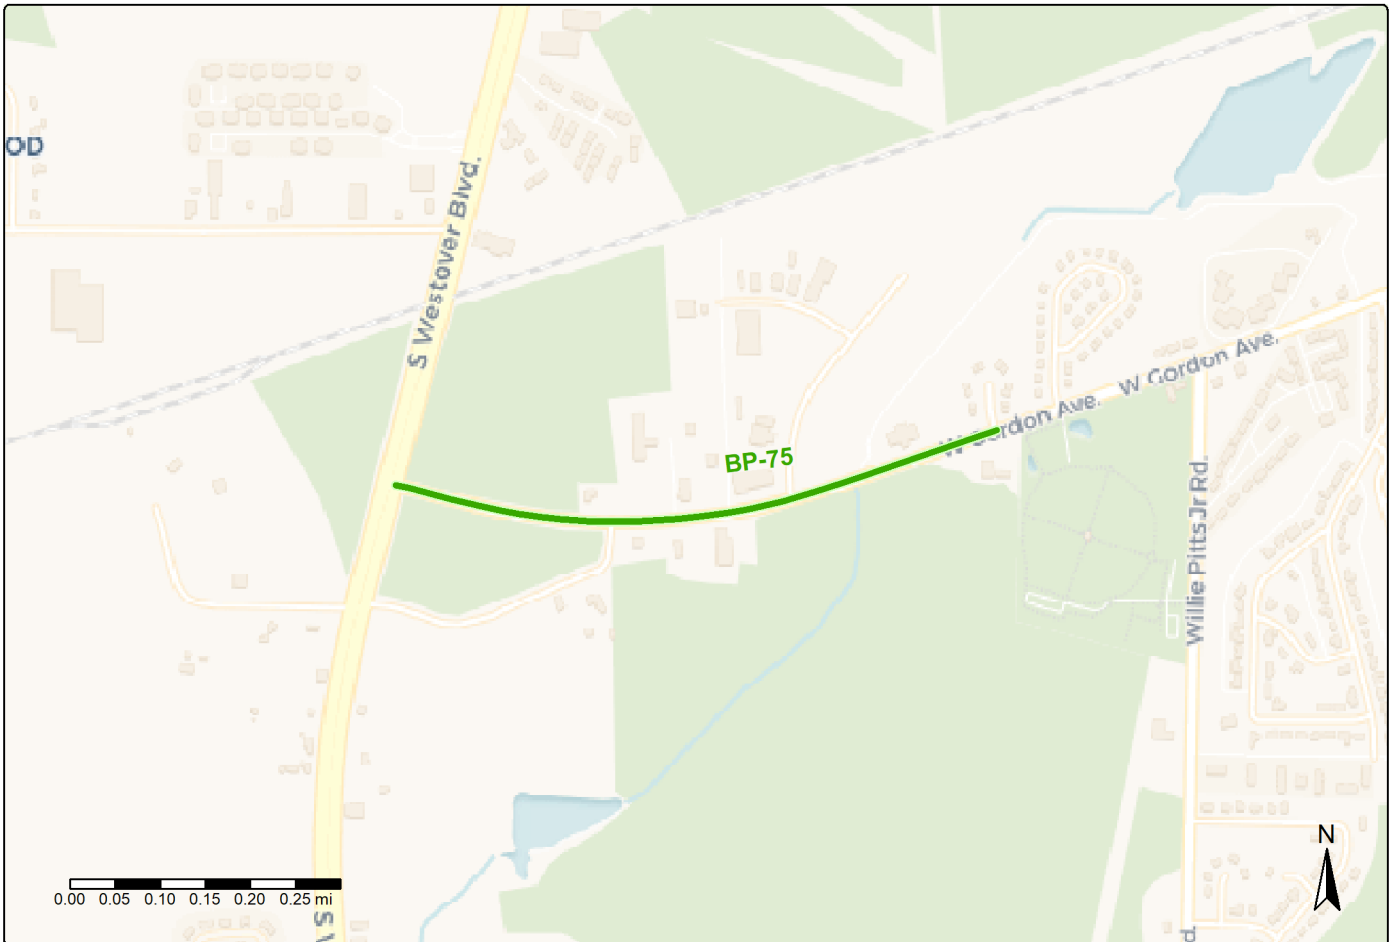 OD
S Westover Blvd.
W Gordon Ave.
W Gordon Ave.
BP-75
Willie Pitts Jr Rd.
N
0.00 0.05 0.10 0.15 0.20 0.25 mi
S
d.